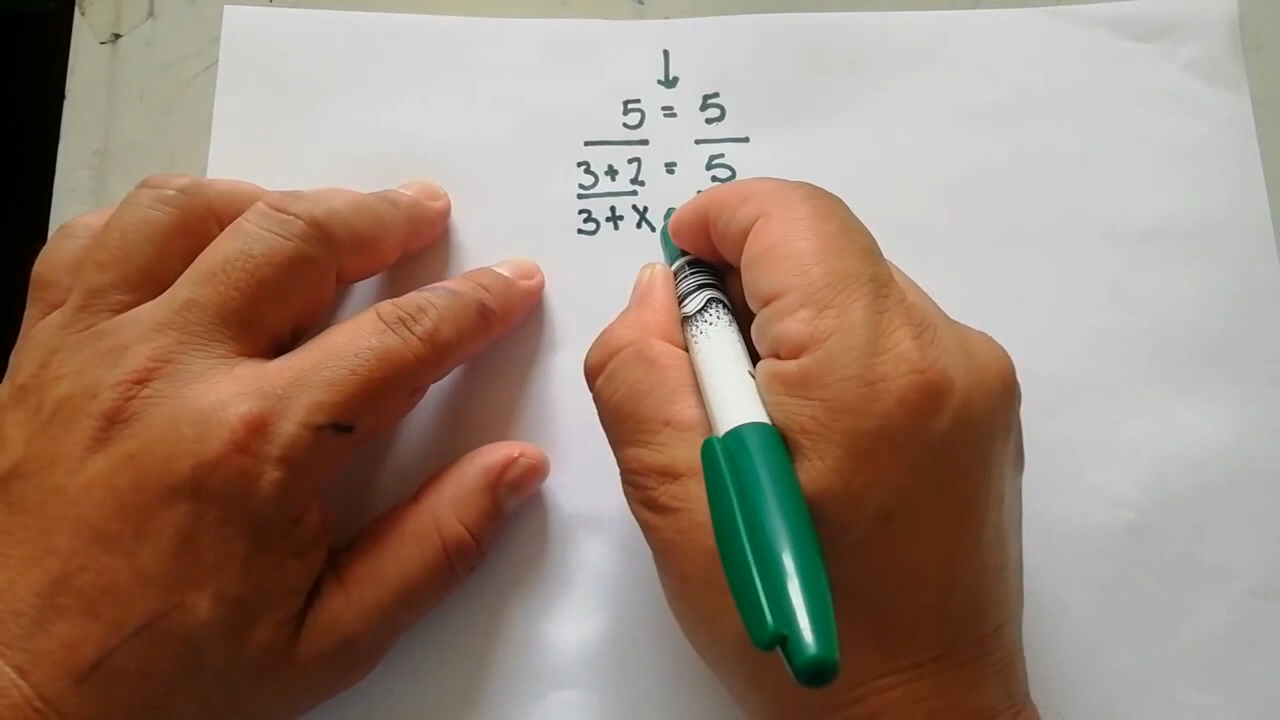 ↓
5 = 5
3+2 = 5
3+x